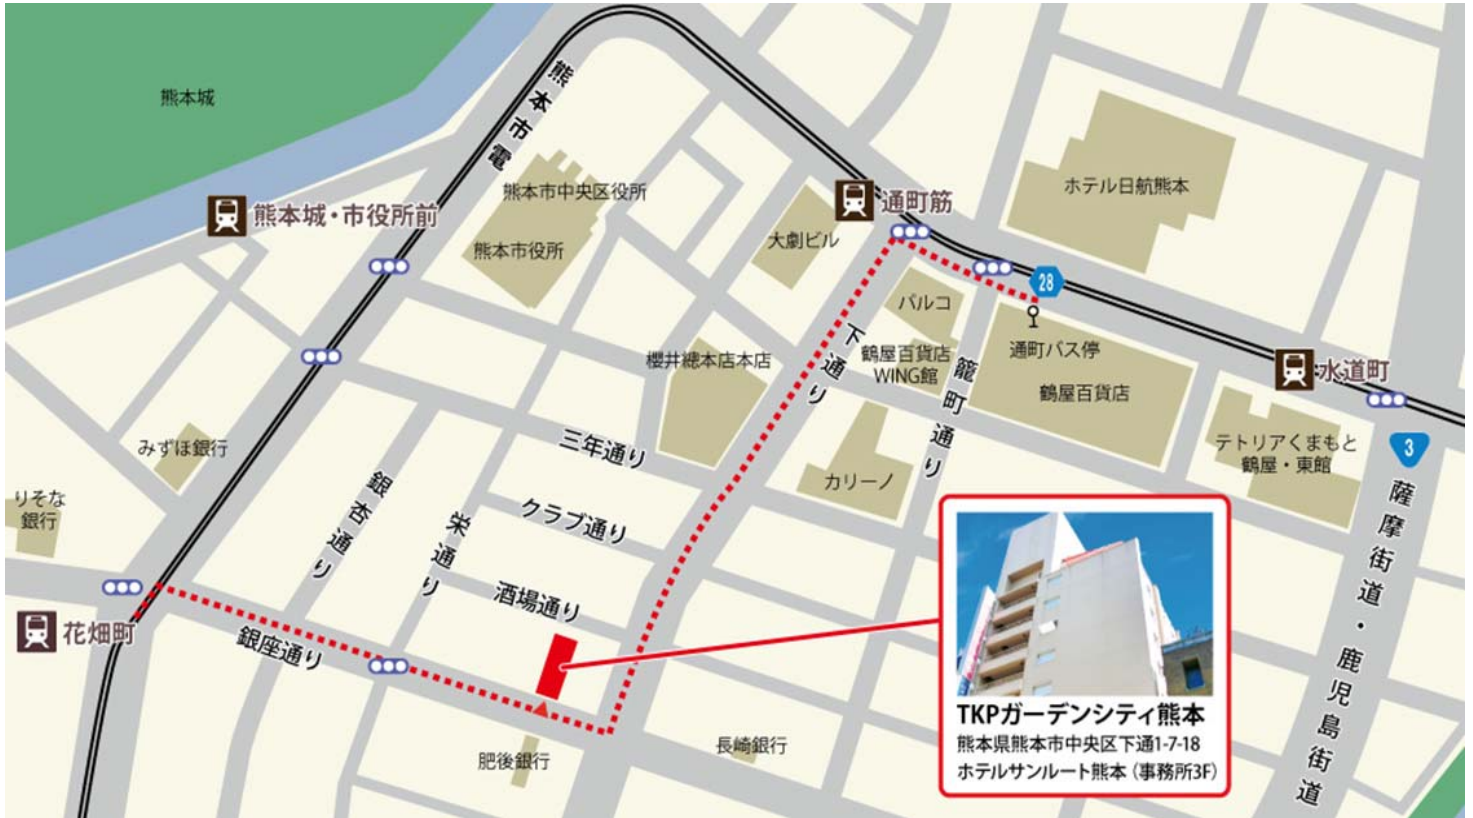 熊本城
熊本市電
熊本城・市役所前
熊本市中央区役所
熊本市役所
大劇ビル
通町筋
ホテル日航熊本
28
パルコ
通町バス停
鶴屋百貨店
WING館
鶴屋百貨店
水道町
下通り
籠町通り
櫻井總本店本店
テトリアくまもと
鶴屋・東館
3
みずほ銀行
三年通り
カリーノ
りそな
銀行
銀杏通り
栄通り
クラブ通り
酒場通り
薩摩街道・鹿児島街道
花畑町
銀座通り
肥後銀行
長崎銀行
TKPガーデンシティ熊本
熊本県熊本市中央区下通1-7-18
ホテルサンルート熊本（事務所3F）